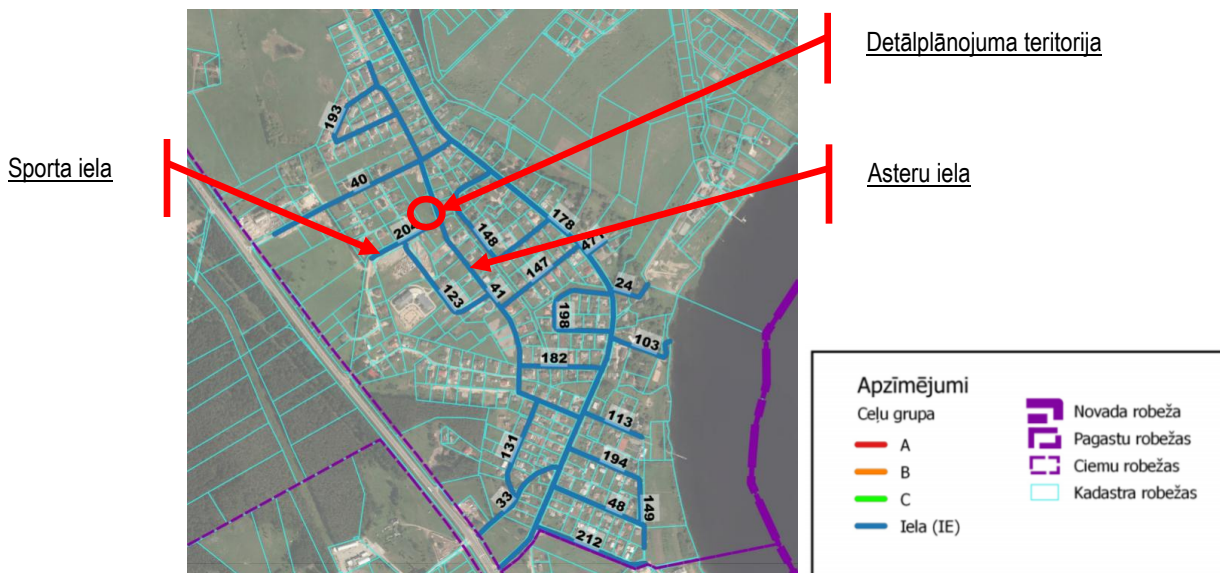 Detālplānojuma teritorija
Sporta iela
Asteru iela
193
40
204
148
178
471
147
24
41
123
198
103
182
113
131
194
33
48
149
212
Apzīmējumi
Ceļu grupa
A
B
C
Iela (IE)
Novada robeža
Pagastu robežas
Ciemu robežas
Kadastra robežas